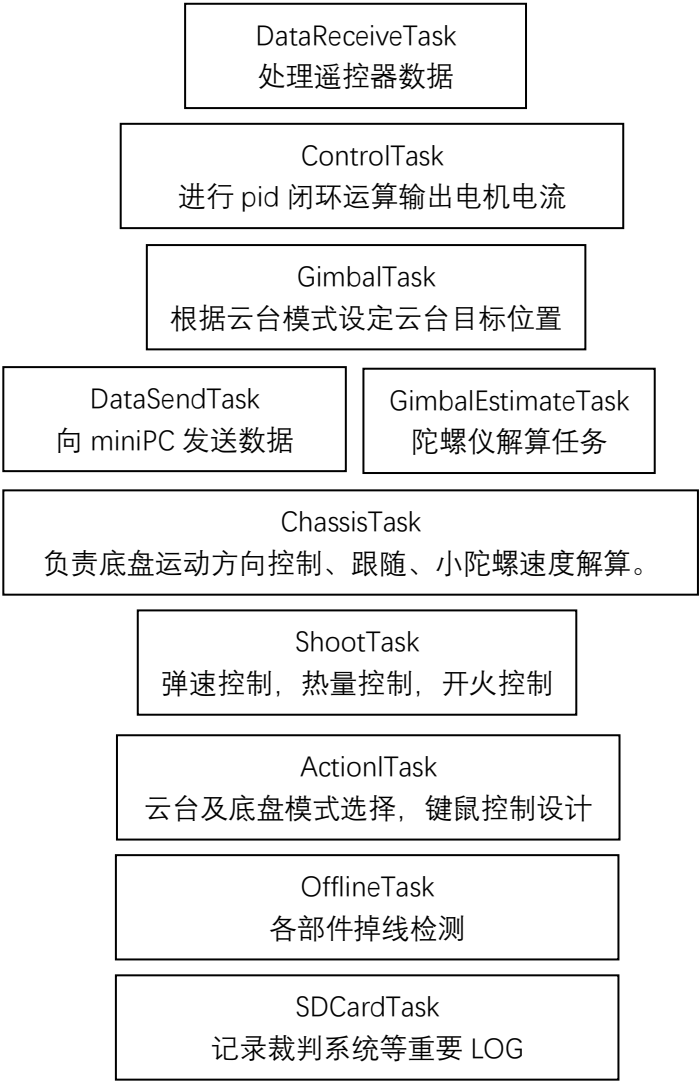 DataReceiveTask
处理遥控器数据
ControlTask
进行 pid 闭环运算输出电机电流
GimbalTask
根据云台模式设定云台目标位置
DataSendTask
向 miniPC 发送数据
GimbalEstimateTask
陀螺仪解算任务
ChassisTask
负责底盘运动方向控制、跟随、小陀螺速度解算。
ShootTask
弹速控制，热量控制，开火控制
ActionlTask
云台及底盘模式选择，键鼠控制设计
OfflineTask
各部件掉线检测
SDCardTask
记录裁判系统等重要 LOG